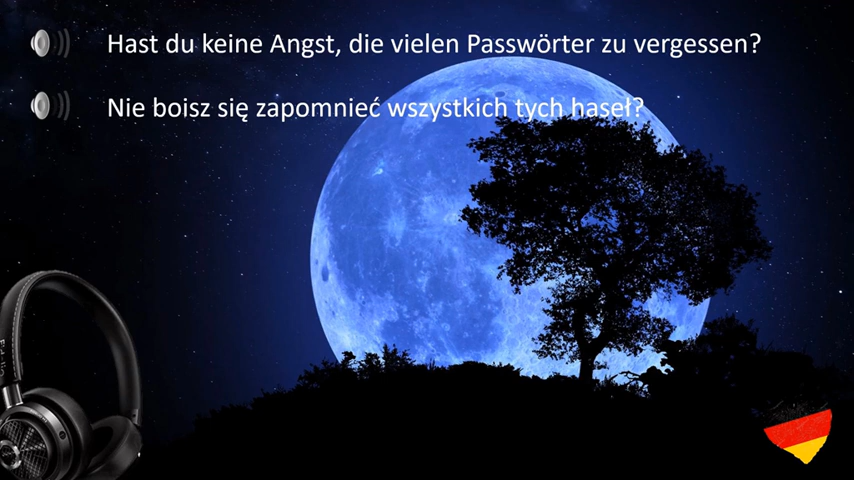 Hast du keine Angst, die vielen Passwörter zu vergessen?
Nie boisz się zapomnieć wszystkich tych haseł?